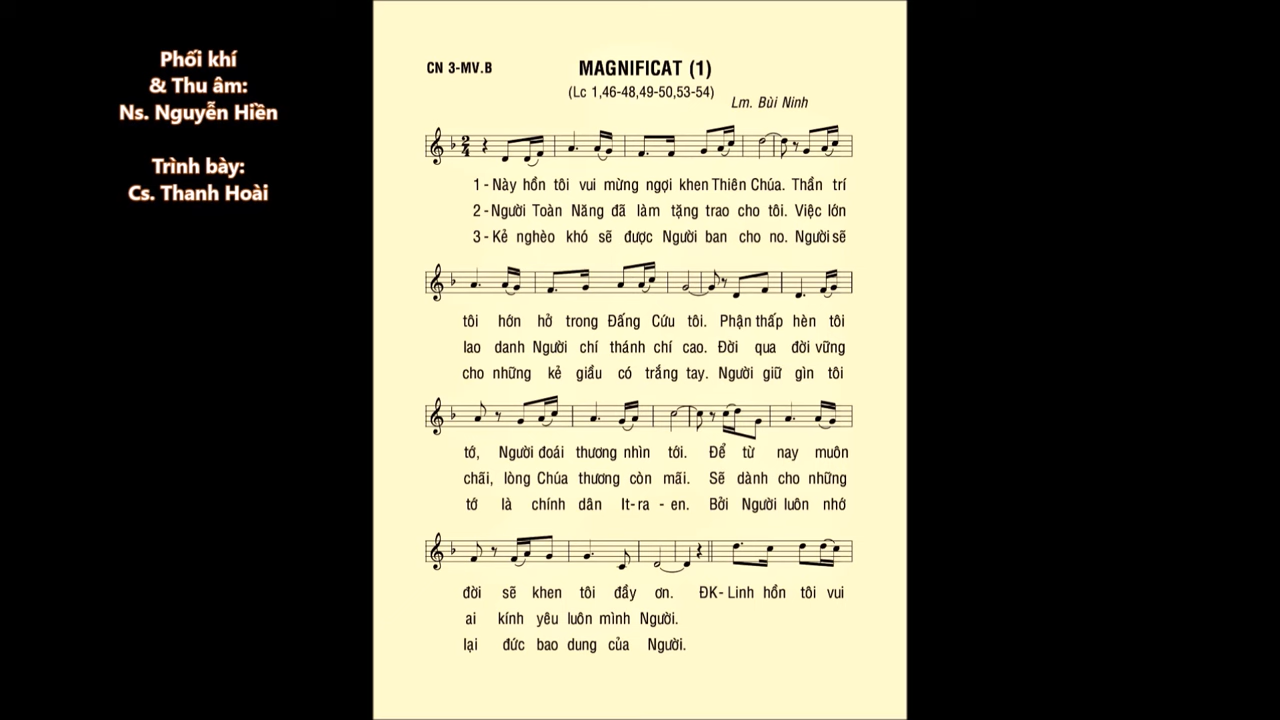 Phối khí
& Thu âm:
Ns. Nguyễn Hiền
Trình bày:
Cs. Thanh Hoài
CN 3-MV.B
MAGNIFICAT (1)
(Lc 1,46-48,49-50,53-54)
Lm. Bùi Ninh
1 - Này hồn tôi vui mừng ngợi khen Thiên Chúa. Thần trí
2 - Người Toàn Năng đã làm tặng trao cho tôi. Việc lớn
3 - Kẻ nghèo khó sẽ được Người ban cho no. Người sẽ
tôi hớn hở trong Đấng Cứu tôi. Phận thấp hèn tôi
lao danh Người chí thánh chí cao. Đời qua đời vững
cho những kẻ giầu có trắng tay. Người giữ gìn tôi
tớ, Người đoái thương nhìn tới. Để từ nay muôn
chãi, lòng Chúa thương còn mãi. Sẽ dành cho những
tớ là chính dân It-ra - en. Bởi Người luôn nhớ
đời sẽ khen tôi đầy ơn. ĐK- Linh hồn tôi vui
ai kính yêu luôn mình Người.
lại đức bao dung của Người.